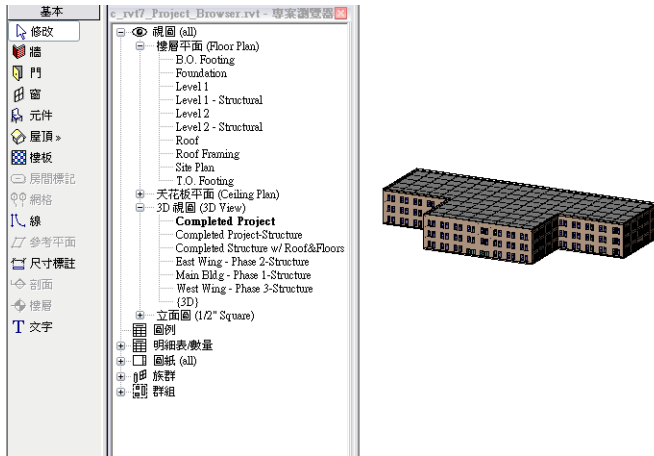 基本
修改
牆
門
窗
元件
屋頂 »
樓板
房間標記
網格
線
參考平面
尺寸標註
剖面
樓層
文字
c_rvt7_Project_Browser.rvt - 專案瀏覽器
視圖 (all)
樓層平面 (Floor Plan)
B.O. Footing
Foundation
Level 1
Level 1 - Structural
Level 2
Level 2 - Structural
Roof
Roof Framing
Site Plan
T.O. Footing
天花板平面 (Ceiling Plan)
3D 視圖 (3D View)
Completed Project
Completed Project-Structure
Completed Structure w/ Roof&Floors
East Wing - Phase 2-Structure
Main Bldg - Phase 1-Structure
West Wing - Phase 3-Structure
{3D}
立面圖 (1/2" Square)
圖例
明細表/數量
圖紙 (all)
族群
群組